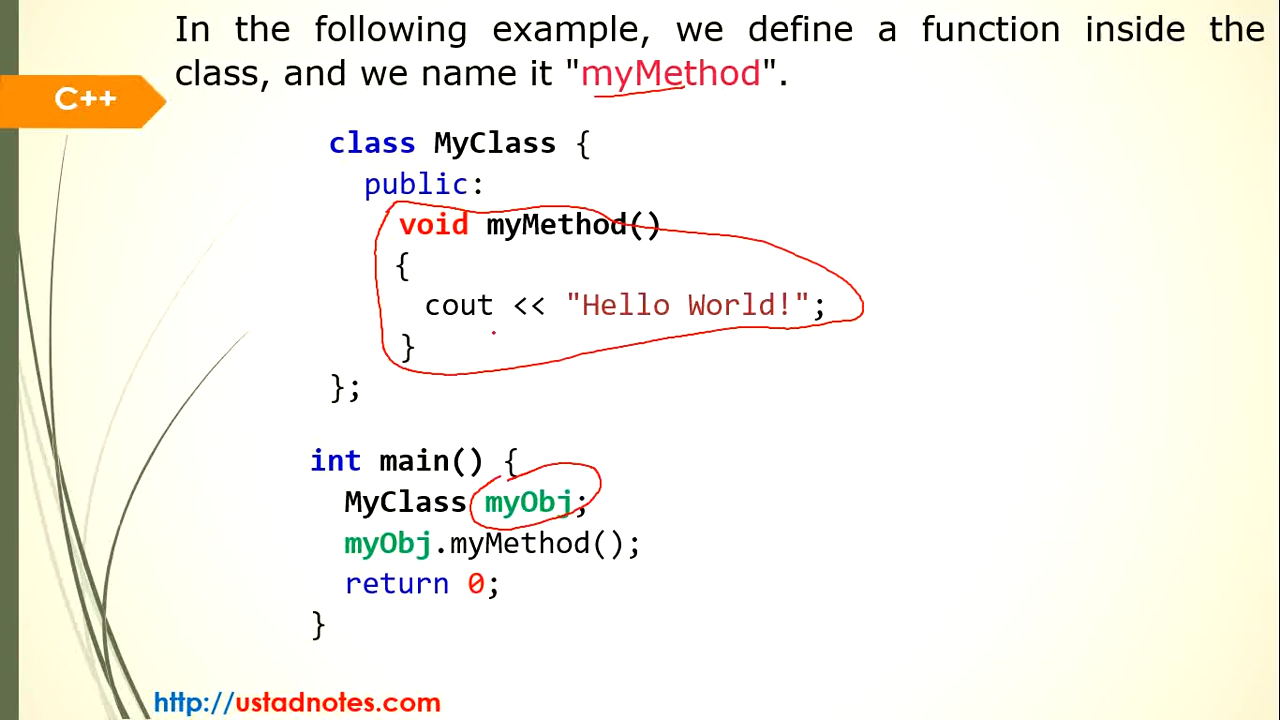 In the following example, we define a function inside the
class, and we name it "myMethod".
C++
class MyClass {
public:
void myMethod()
{
cout << "Hello World!";
}
};
int main() {
MyClass myObj;
myObj.myMethod();
return 0;
}
http://ustadnotes.com